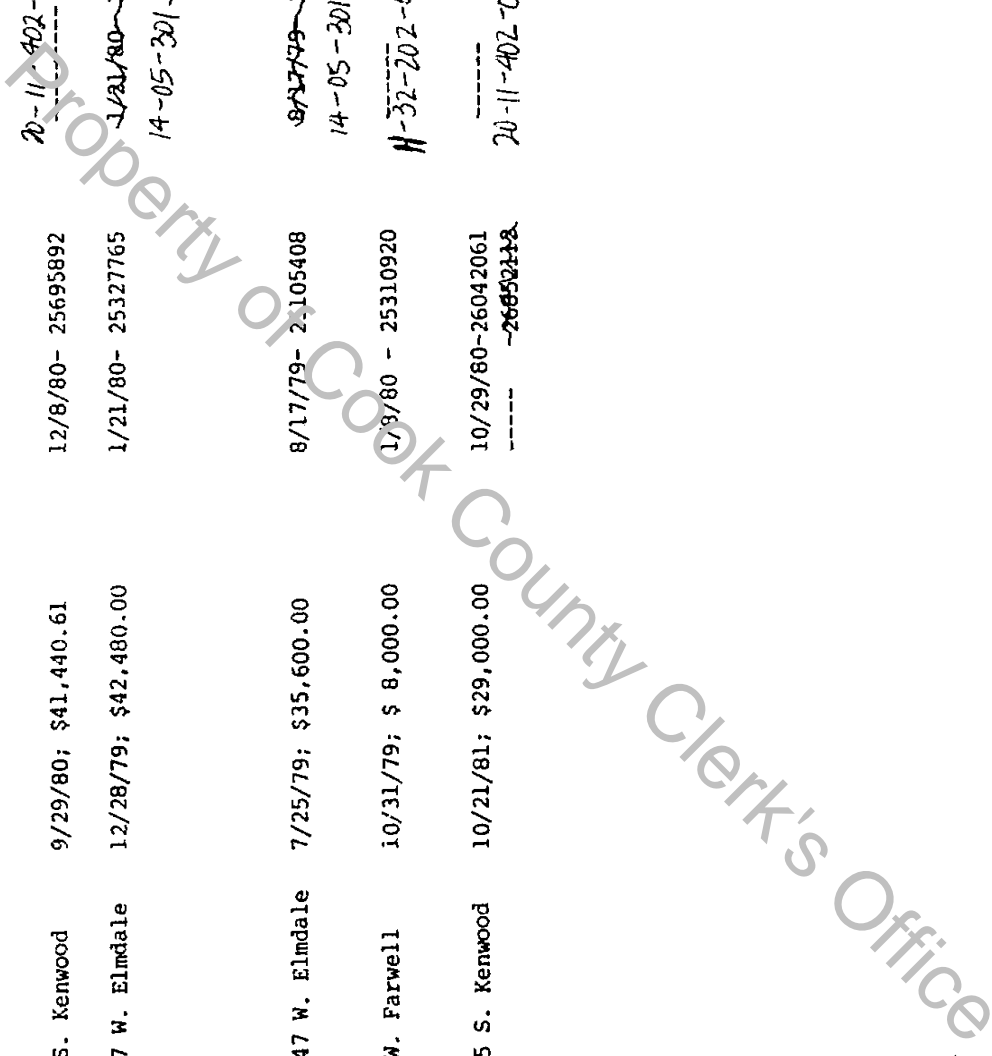 S. Kenwood 9/29/80; $41,440.61 12/8/80- 25695892 20-11-402-
7 W. Elmdale 12/28/79; $42,480.00 1/21/80- 25327765 1/21/80-
14-05-301-
47 W. Elmdale 7/25/79; $35,600.00 8/17/79- 25105408 8/17/79-
14-05-301
W. Farwell 10/31/79; $ 8,000.00 1/8/80 - 25310920 11-32-202-
5 S. Kenwood 10/21/81; $29,000.00 10/29/80-26042061 ------
----- -26052112 20-11-402-0
Property of Cook County Clerk's Office